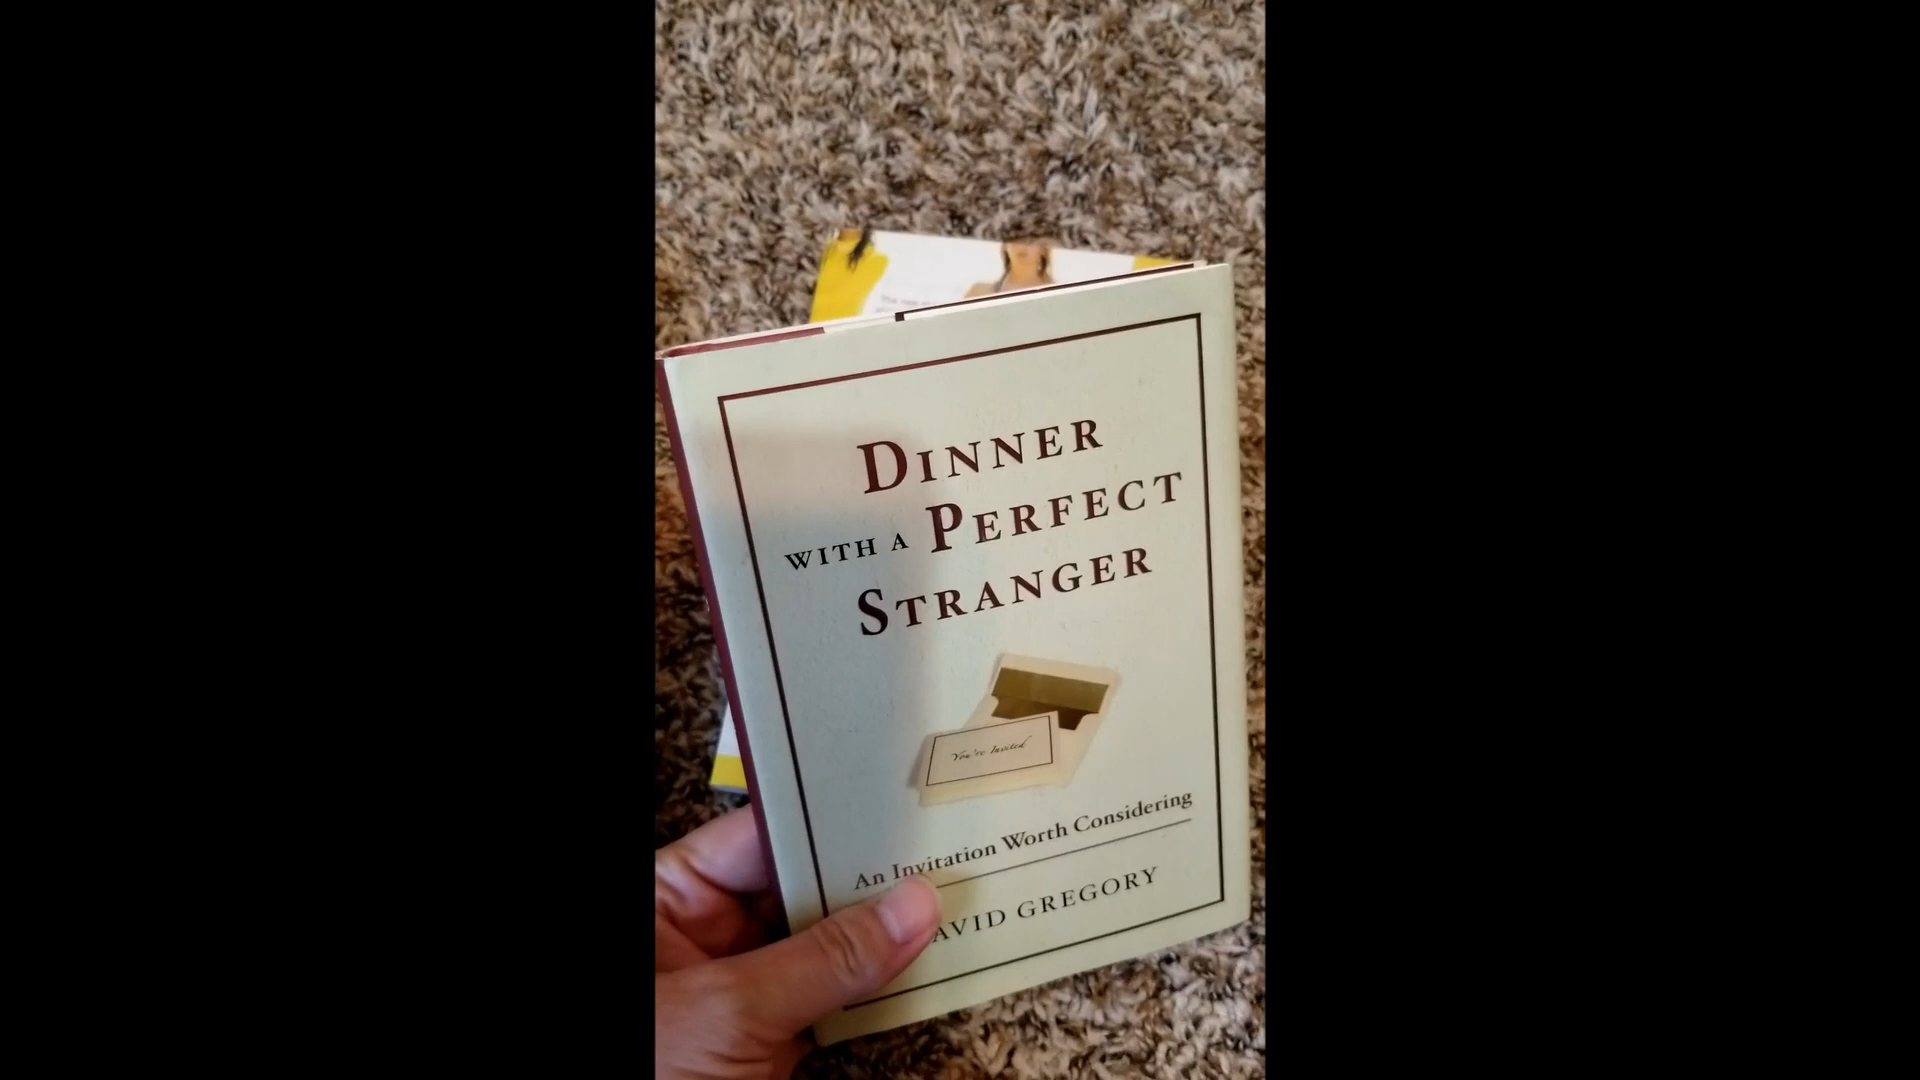 DINNER
WITH A PERFECT
STRANGER
You're Invited
An Invitation Worth Considering
AVID GREGORY